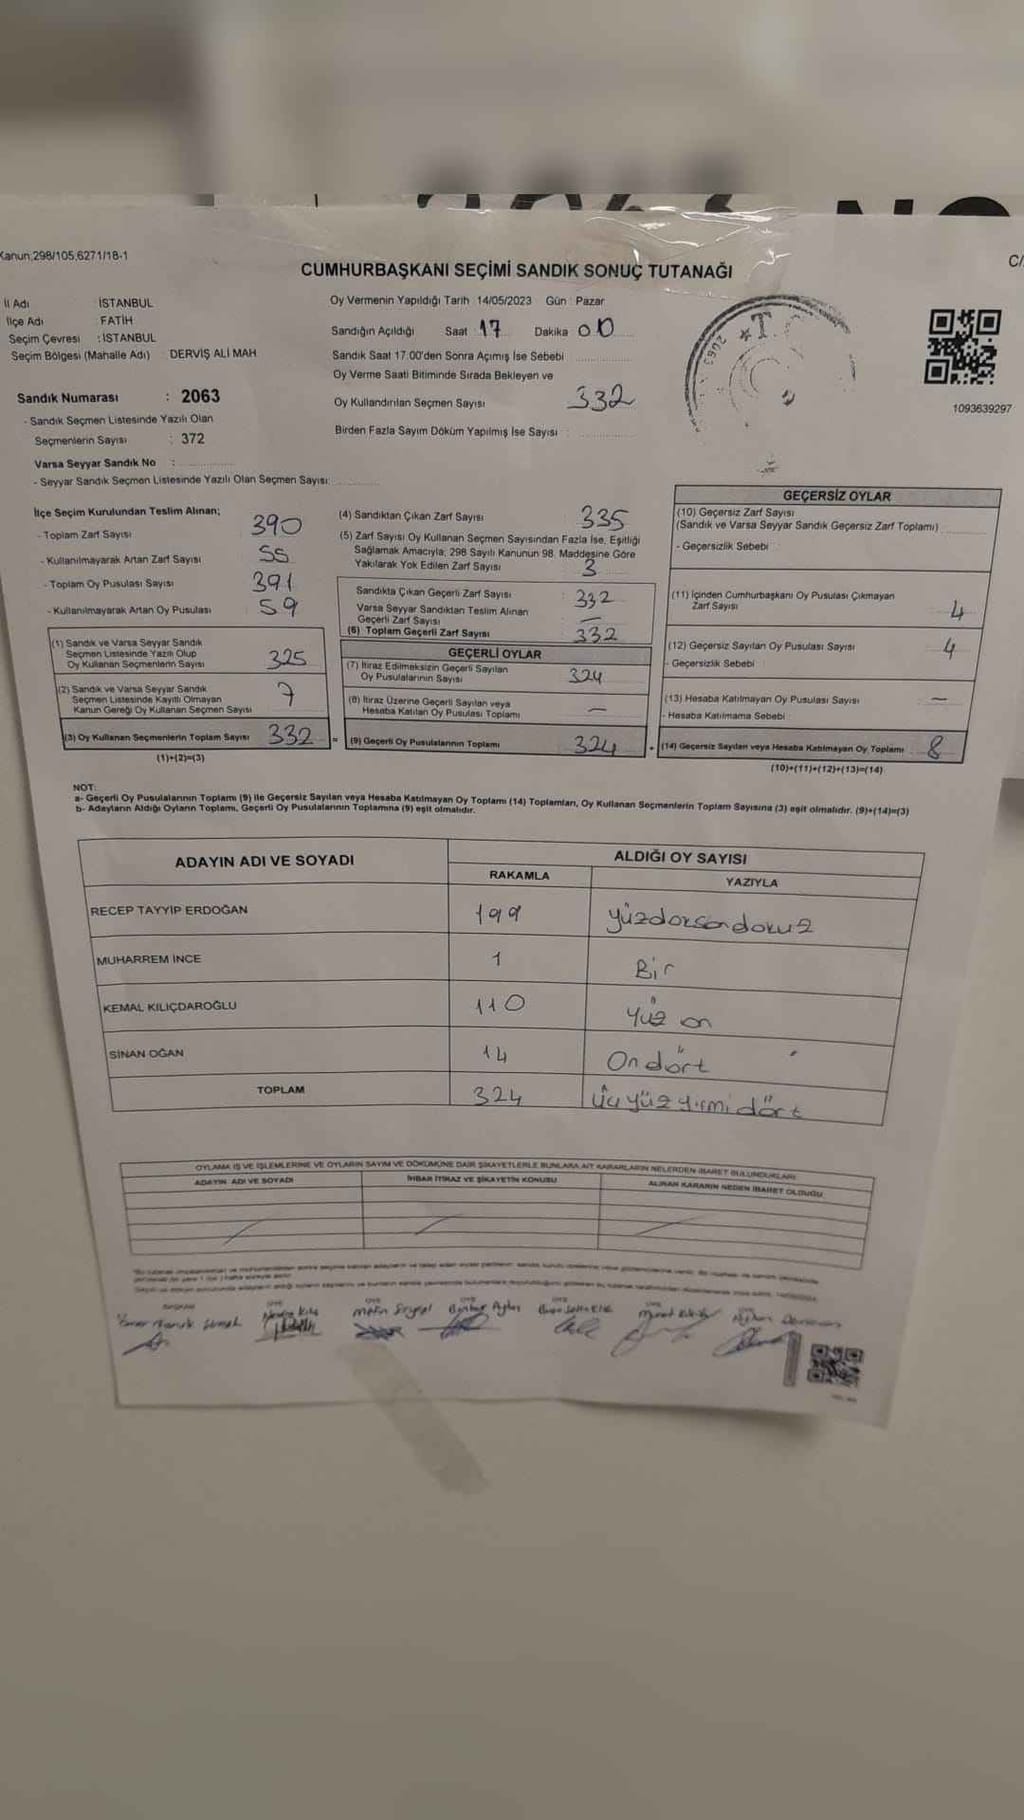 Kanun,298/105,6271/18-1
CUMHURBAŞKANI SEÇİMİ SANDIK SONUÇ TUTANAĞI
C/
İl Adı İSTANBUL
İlçe Adı FATİH
Seçim Çevresi : İSTANBUL
Seçim Bölgesi (Mahalle Adı) DERVİŞ ALİ MAH
Sandık Numarası : 2063
- Sandık Seçmen Listesinde Yazılı Olan
Seçmenlerin Sayısı : 372
Varsa Seyyar Sandık No :
- Seyyar Sandık Seçmen Listesinde Yazılı Olan Seçmen Sayısı:
Oy Vermenin Yapıldığı Tarih 14/05/2023 Gün : Pazar
Sandığın Açıldığı Saat 17 Dakika 00
Sandık Saat 17.00'den Sonra Açımış İse Sebebi
Oy Verme Saati Bitiminde Sırada Bekleyen ve
Oy Kullandırılan Seçmen Sayısı 332
Birden Fazla Sayım Döküm Yapılmış İse Sayısı :
T.
2063
1093639297
İlçe Seçim Kurulundan Teslim Alınan;
- Toplam Zarf Sayısı 390
- Kullanılmayarak Artan Zarf Sayısı 55
- Toplam Oy Pusulası Sayısı 391
- Kullanılmayarak Artan Oy Pusulası 59
(1) Sandık ve Varsa Seyyar Sandık
Seçmen Listesinde Yazılı Olup
Oy Kullanan Seçmenlerin Sayısı 325
(2) Sandık ve Varsa Seyyar Sandık
Seçmen Listesinde Kayıtlı Olmayan
Kanun Gereği Oy Kullanan Seçmen Sayısı 7
(3) Oy Kullanan Seçmenlerin Toplam Sayısı 332
(1)+(2)=(3)
(4) Sandıktan Çıkan Zarf Sayısı 335
(5) Zarf Sayısı Oy Kullanan Seçmen Sayısından Fazla İse, Eşitliği
Sağlamak Amacıyla; 298 Sayılı Kanunun 98. Maddesine Göre
Yakılarak Yok Edilen Zarf Sayısı 3
Sandıkta Çıkan Geçerli Zarf Sayısı : 332
Varsa Seyyar Sandıktan Teslim Alınan
Geçerli Zarf Sayısı : —
(6) Toplam Geçerli Zarf Sayısı 332
GEÇERLİ OYLAR
(7) İtiraz Edilmeksizin Geçerli Sayılan
Oy Pusulalarının Sayısı 324
(8) İtiraz Üzerine Geçerli Sayılan veya
Hesaba Katılan Oy Pusulası Toplamı —
= (9) Geçerli Oy Pusulalarının Toplamı 324
GEÇERSİZ OYLAR
(10) Geçersiz Zarf Sayısı
(Sandık ve Varsa Seyyar Sandık Geçersiz Zarf Toplamı)
- Geçersizlik Sebebi
(11) İçinden Cumhurbaşkanı Oy Pusulası Çıkmayan
Zarf Sayısı 4
(12) Geçersiz Sayılan Oy Pusulası Sayısı 4
- Geçersizlik Sebebi
(13) Hesaba Katılmayan Oy Pusulası Sayısı —
- Hesaba Katılmama Sebebi
+ (14) Geçersiz Sayılan veya Hesaba Katılmayan Oy Toplamı 8
(10)+(11)+(12)+(13)=(14)
NOT:
a- Geçerli Oy Pusulalarının Toplamı (9) ile Geçersiz Sayılan veya Hesaba Katılmayan Oy Toplamı (14) Toplamları, Oy Kullanan Seçmenlerin Toplam Sayısına (3) eşit olmalıdır. (9)+(14)=(3)
b- Adayların Aldığı Oyların Toplamı, Geçerli Oy Pusulalarının Toplamına (9) eşit olmalıdır.
ADAYIN ADI VE SOYADI ALDIĞI OY SAYISI
RAKAMLA YAZIYLA
RECEP TAYYİP ERDOĞAN 199 yüzdoksandokuz
MUHARREM İNCE 1 Bir
KEMAL KILIÇDAROĞLU 110 yüz on
SİNAN OĞAN 14 Ondört
TOPLAM 324 üçyüzyirmidört
OYLAMA İŞ VE İŞLEMLERİNE VE OYLARIN SAYIM VE DÖKÜMÜNE DAİR ŞİKAYETLERLE BUNLARA AİT KARARLARIN NELERDEN İBARET BULUNDUKLARI
ADAYIN ADI VE SOYADI İHBAR İTİRAZ VE ŞİKAYETİN KONUSU ALINAN KARARIN NEDEN İBARET OLDUĞU